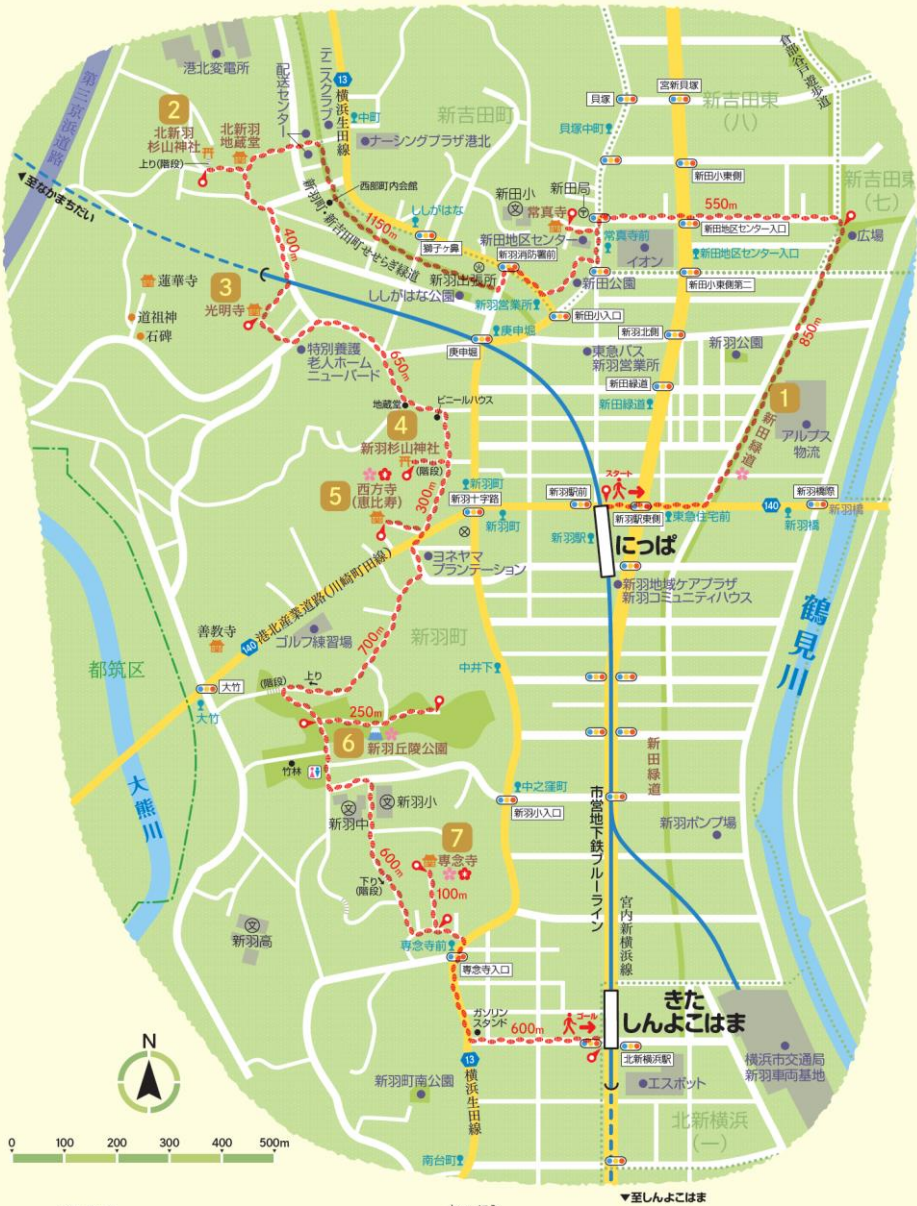 港北変電所
配送センター
テニスクラブ
13
横浜生田線
中町
新吉田町
ナーシングプラザ港北
貝塚
宮新貝塚
新吉田東
(八)
倉部谷戸遊歩道
貝塚中町
第三京浜道路
2
北新羽
杉山神社
北新羽
地蔵堂
上り(階段)
西部町内会館
新田小東側
新吉田東
(七)
◀至なかまちだい
新羽町・新吉田町せせらぎ緑道
1150m
ししがはな
獅子ヶ鼻
新田小
文
新田局
常真寺
新田地区センター
常真寺前
550m
新田地区センター入口
新田地区センター入口
広場
イオン
400m
新羽消防署前
新羽出張所
ししがはな公園
新羽営業所
新田公園
新田小東側第二
蓮華寺
3
光明寺
道祖神
石碑
新田小入口
庚申堀
庚申堀
新羽北側
東急バス
新羽営業所
新羽公園
850m
特別養護
老人ホーム
ニューバード
650m
地蔵堂
ビニールハウス
新田緑道
新田緑道
1
新田緑道
アルプス
物流
4
新羽杉山神社
(階段)
5
西方寺
(恵比寿)
300m
新羽町
新羽十字路
新羽町
新羽駅前
スタート
新羽駅東側
東急住宅前
140
新羽橋際
新羽橋
新羽橋
新羽駅
にっぱ
ヨネヤマ
プランテーション
新羽地域ケアプラザ
新羽コミュニティハウス
港北産業道路(川崎町田線)
140
善教寺
ゴルフ練習場
700m
新羽町
鶴見川
都筑区
大竹
大竹
(階段)
上り
中井下
250m
6
新羽丘陵公園
竹林
新田緑道
大熊川
文
新羽中
文
新羽小
中之窪町
新羽小入口
市営地下鉄ブルーライン
新羽ポンプ場
7
専念寺
600m
下り
(階段)
100m
宮内新横浜線
文
新羽高
専念寺前
専念寺入口
ガソリン
スタンド
600m
ゴール
きた
しんよこはま
北新横浜駅
横浜市交通局
新羽車両基地
N
新羽町南公園
13
横浜生田線
エスポット
北新横浜
(一)
0 100 200 300 400 500m
南台町
▼至しんよこはま